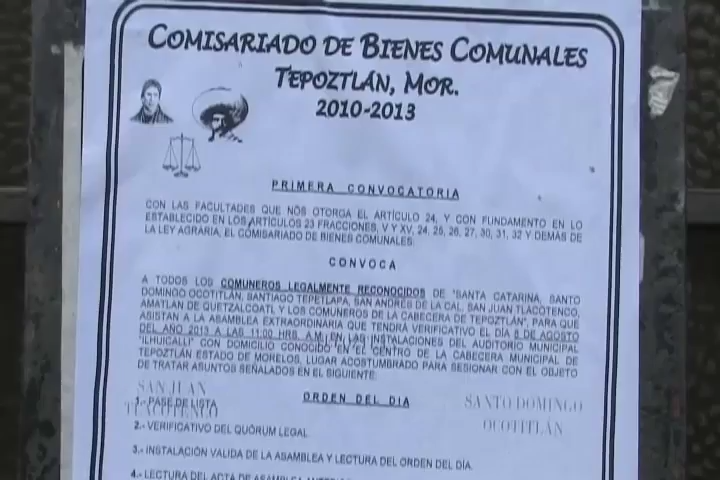 COMISARIADO DE BIENES COMUNALES
TEPOZTLÁN, MOR.
2010-2013
PRIMERA CONVOCATORIA
CON LAS FACULTADES QUE NOS OTORGA EL ARTÍCULO 24, Y CON FUNDAMENTO EN LO
ESTABLECIDO EN LOS ARTÍCULOS 23 FRACCIONES, V Y XV, 24, 25, 26, 27, 30, 31, 32 Y DEMÁS DE
LA LEY AGRARIA, EL COMISARIADO DE BIENES COMUNALES.
CONVOCA
A TODOS LOS COMUNEROS LEGALMENTE RECONOCIDOS DE "SANTA CATARINA, SANTO
DOMINGO OCOTITLÁN, SANTIAGO TEPETLAPA, SAN ANDRES DE LA CAL, SAN JUAN TLACOTENCO,
AMATLAN DE QUETZALCOATL Y LOS COMUNEROS DE LA CABECERA DE TEPOZTLÁN", PARA QUE
ASISTAN A LA ASAMBLEA EXTRAORDINARIA QUE TENDRÁ VERIFICATIVO EL DÍA 8 DE AGOSTO
DEL AÑO 2013 A LAS 11:00 HRS. A.M. EN LAS INSTALACIONES DEL AUDITORIO MUNICIPAL
"ILHUICALLI" CON DOMICILIO CONOCIDO EN EL CENTRO DE LA CABECERA MUNICIPAL DE
TEPOZTLÁN ESTADO DE MORELOS, LUGAR ACOSTUMBRADO PARA SESIONAR CON EL OBJETO
DE TRATAR ASUNTOS SEÑALADOS EN EL SIGUIENTE:
SAN JUAN
TLACOTENCO
ORDEN DEL DIA
SANTO DOMINGO
OCOTITLÁN
1.- PASE DE LISTA
2.- VERIFICATIVO DEL QUÓRUM LEGAL
3.- INSTALACIÓN VALIDA DE LA ASAMBLEA Y LECTURA DEL ORDEN DEL DÍA.
4.- LECTURA DEL ACTA DE ASAMBLEA